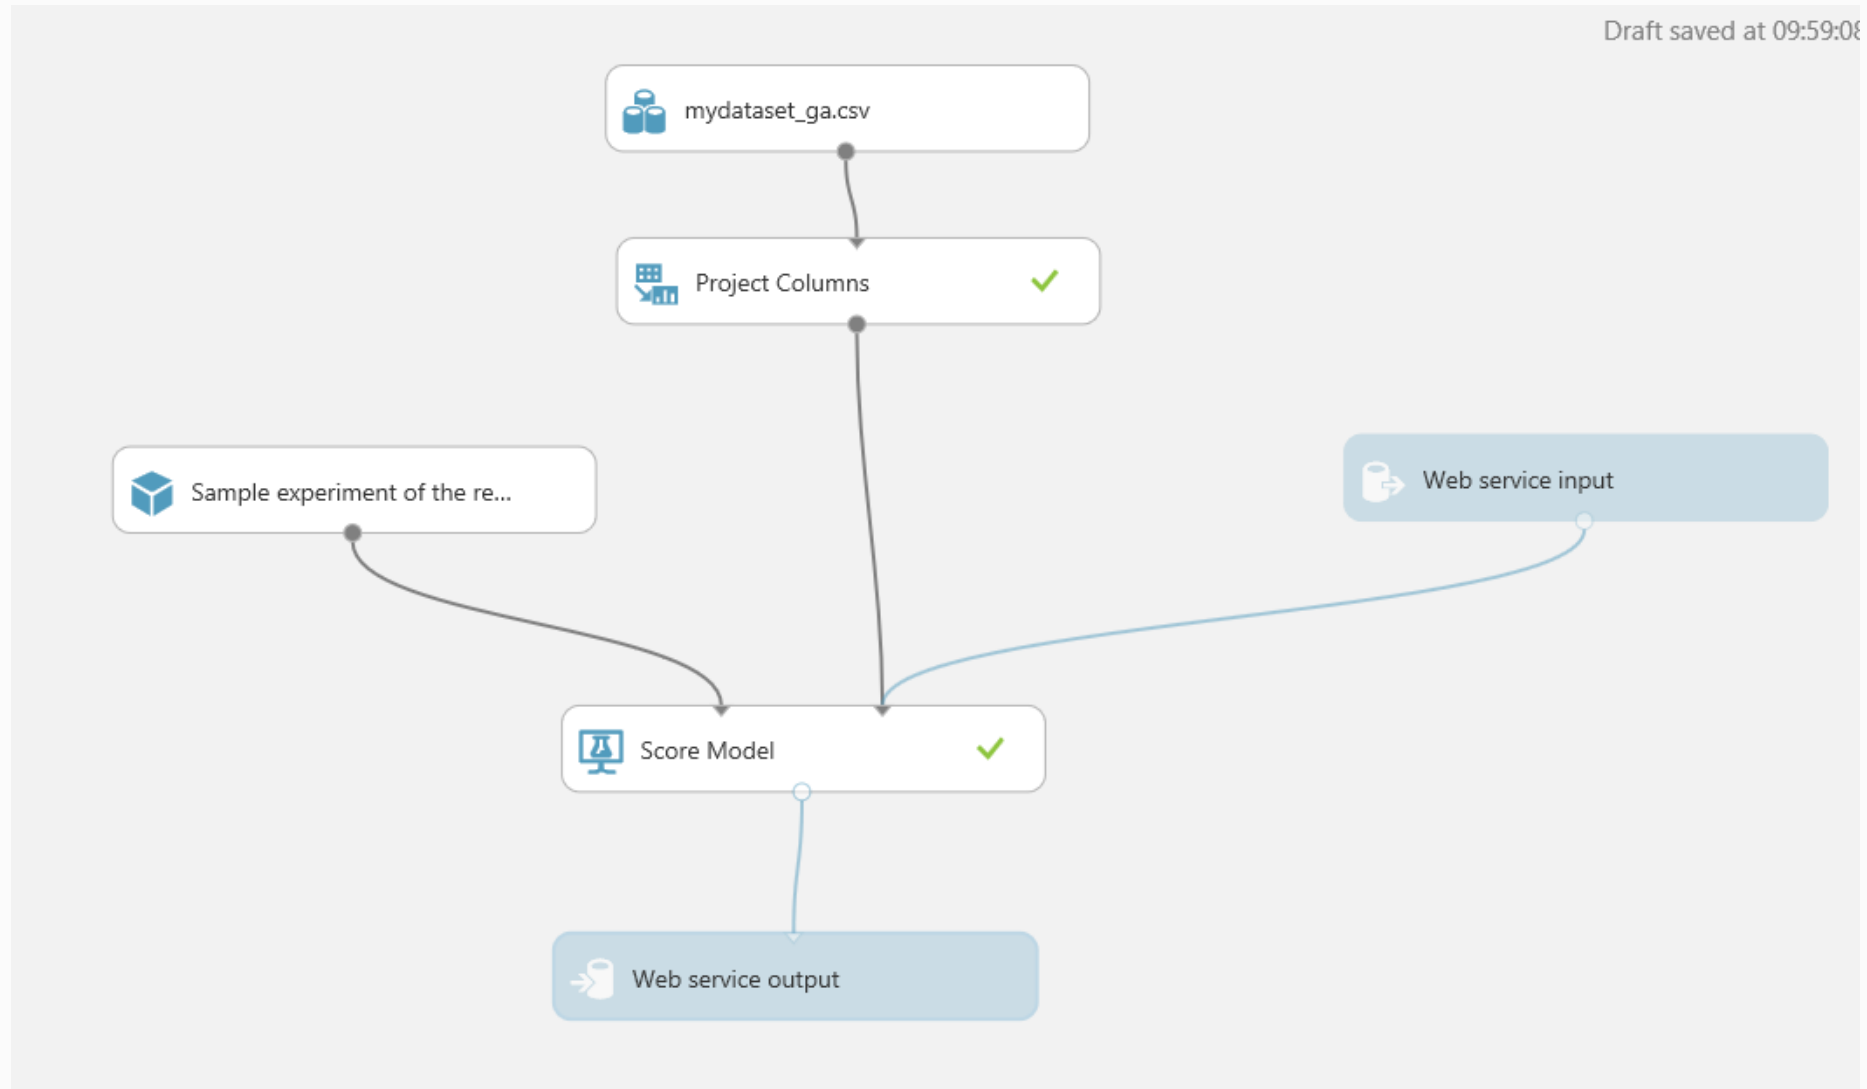 Draft saved at 09:59:08
mydataset_ga.csv
Project Columns
Sample experiment of the re...
Web service input
Score Model
Web service output